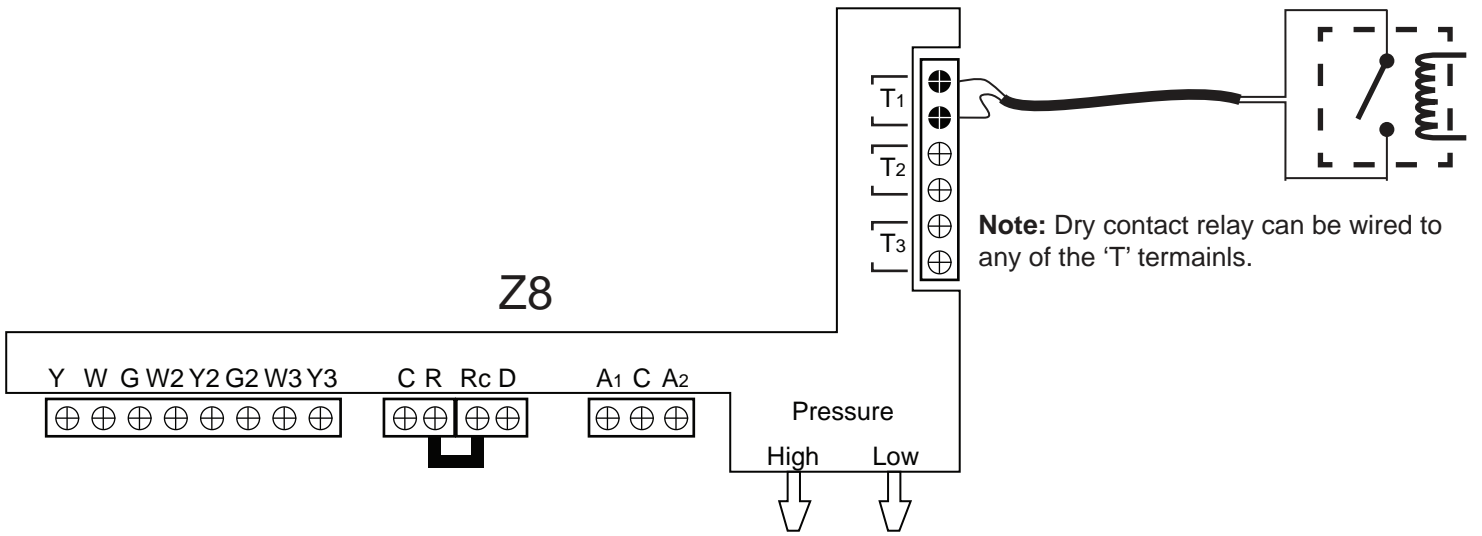 T1
T2
T3
Note: Dry contact relay can be wired to
any of the ‘T’ termainls.
Z8
Y W G W2 Y2 G2 W3 Y3 C R Rc D A1 C A2
Pressure
High Low